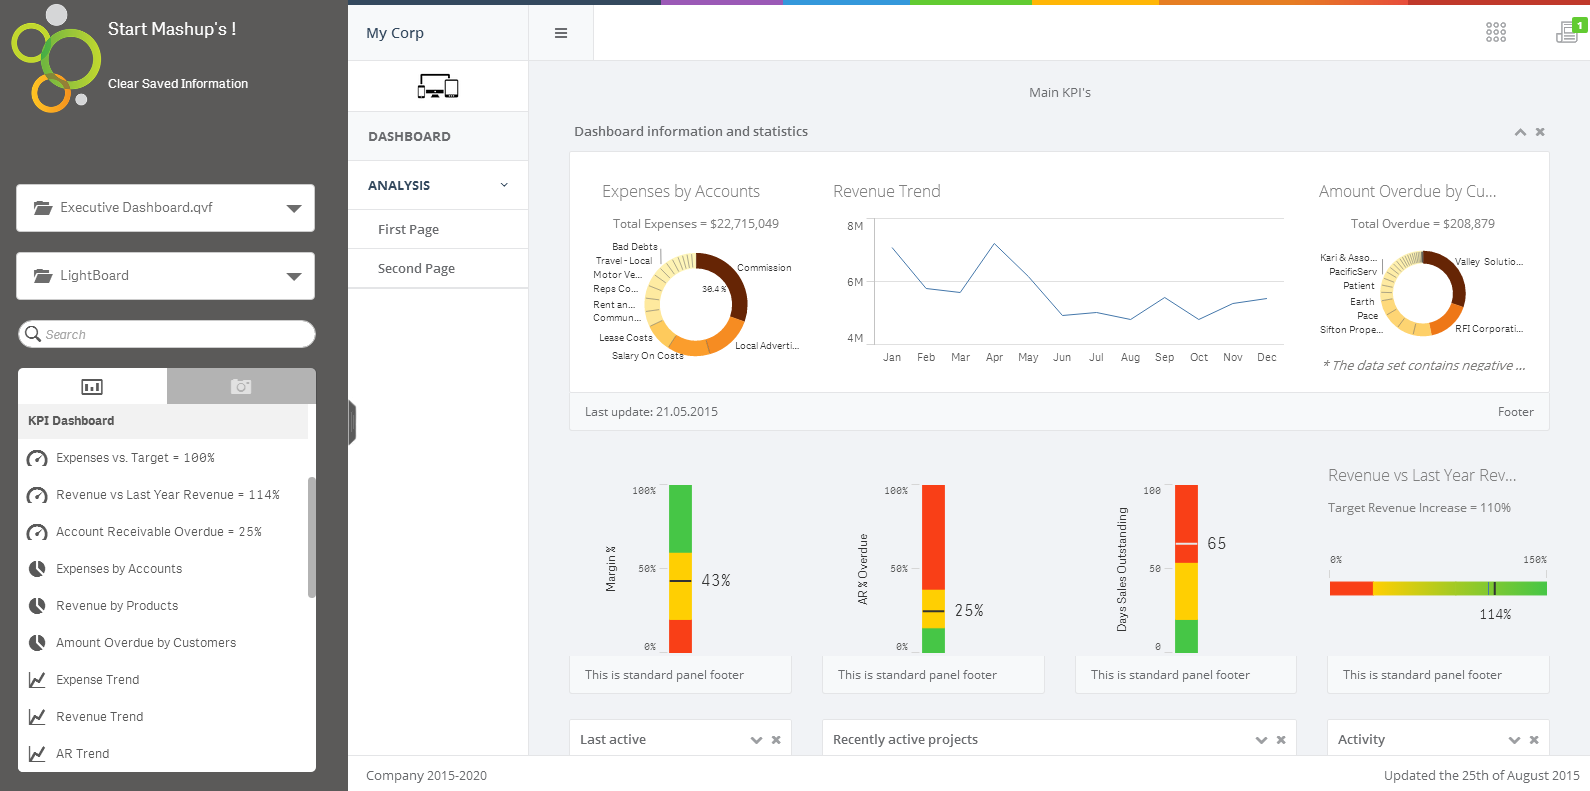 Start Mashup's !
Clear Saved Information
Executive Dashboard.qvf
LightBoard
Search
KPI Dashboard
Expenses vs. Target = 100%
Revenue vs Last Year Revenue = 114%
Account Receivable Overdue = 25%
Expenses by Accounts
Revenue by Products
Amount Overdue by Customers
Expense Trend
Revenue Trend
AR Trend
My Corp
1
DASHBOARD
ANALYSIS
First Page
Second Page
Main KPI's
Dashboard information and statistics
Expenses by Accounts
Total Expenses = $22,715,049
Bad Debts
Travel - Local
Motor Ve...
Reps Co...
Rent an...
Commun...
Lease Costs
Salary On Costs
Commission
30.4 %
Local Adverti...
Revenue Trend
8M
6M
4M
Jan Feb Mar Apr May Jun Jul Aug Sep Oct Nov Dec
Amount Overdue by Cu...
Total Overdue = $208,879
Kari & Asso...
PacificServ
Patient
Earth
Pace
Sifton Prope...
Valley Solutio...
RFI Corporati...
* The data set contains negative ...
Last update: 21.05.2015
Footer
Margin %
100%
50%
0%
43%
This is standard panel footer
AR % Overdue
100%
50%
0%
25%
This is standard panel footer
Days Sales Outstanding
100
50
0
65
This is standard panel footer
Revenue vs Last Year Rev...
Target Revenue Increase = 110%
0% 150%
114%
This is standard panel footer
Last active
Recently active projects
Activity
Company 2015-2020
Updated the 25th of August 2015